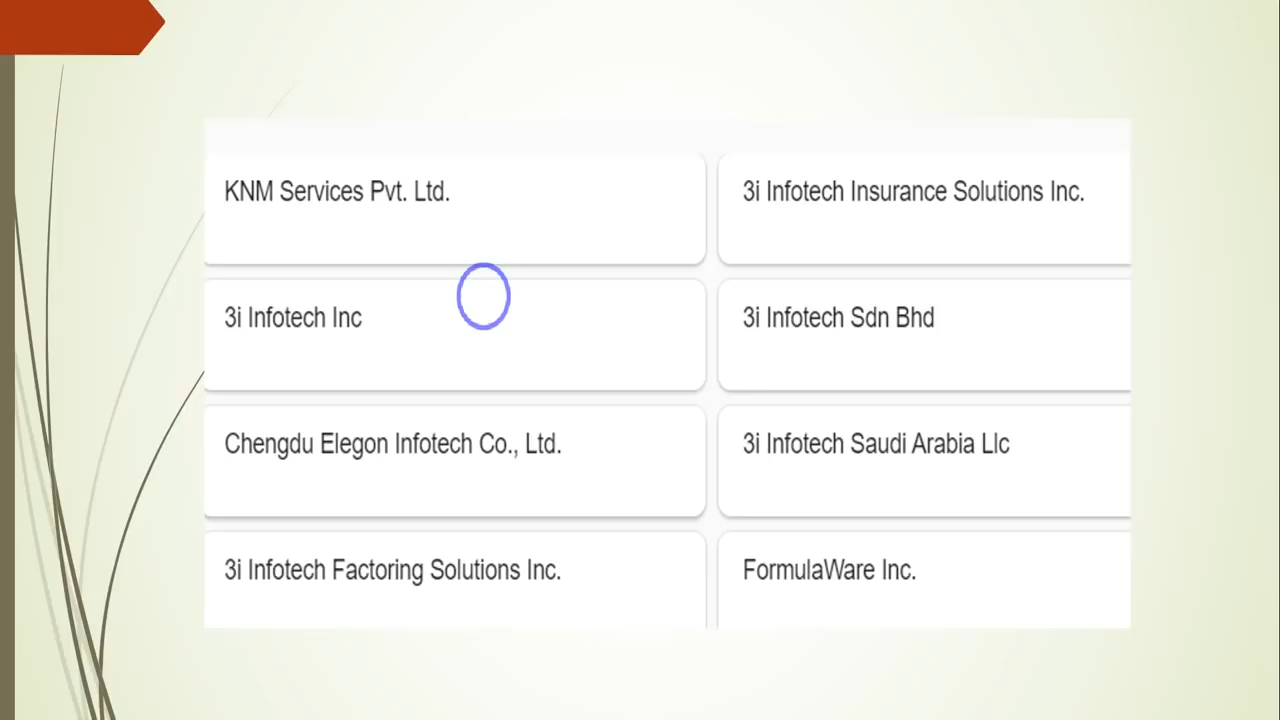 KNM Services Pvt. Ltd.
3i Infotech Insurance Solutions Inc.
3i Infotech Inc
3i Infotech Sdn Bhd
Chengdu Elegon Infotech Co., Ltd.
3i Infotech Saudi Arabia Llc
3i Infotech Factoring Solutions Inc.
FormulaWare Inc.